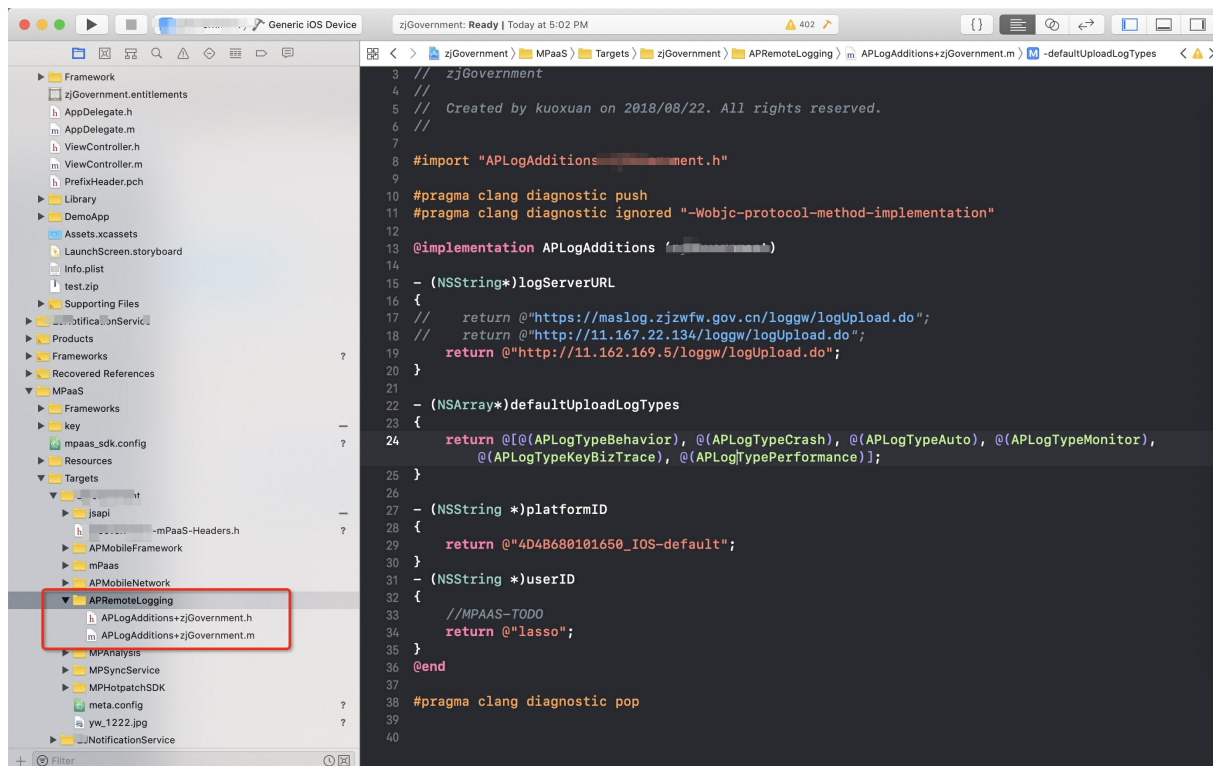 Generic iOS Device
zjGovernment: Ready | Today at 5:02 PM
402
zjGovernment
MPaaS
Targets
zjGovernment
APRemoteLogging
m APLogAdditions+zjGovernment.m
M -defaultUploadLogTypes
Framework
zjGovernment.entitlements
h AppDelegate.h
m AppDelegate.m
h ViewController.h
m ViewController.m
h PrefixHeader.pch
Library
DemoApp
Assets.xcassets
LaunchScreen.storyboard
Info.plist
test.zip
Supporting Files
Products
Frameworks ?
Recovered References
MPaaS
Frameworks
key —
mpaas_sdk.config ?
Resources
Targets
jsapi —
h -mPaaS-Headers.h ?
APMobileFramework
mPaas
APMobileNetwork
APRemoteLogging
h APLogAdditions+zjGovernment.h
m APLogAdditions+zjGovernment.m
MPAnalysis
MPSyncService
MPHotpatchSDK
meta.config ?
yw_1222.jpg ?
NotificationService
Filter
3 // zjGovernment
4 //
5 // Created by kuoxuan on 2018/08/22. All rights reserved.
6 //
7
8 #import "APLogAdditions ment.h"
9
10 #pragma clang diagnostic push
11 #pragma clang diagnostic ignored "-Wobjc-protocol-method-implementation"
12
13 @implementation APLogAdditions ( )
14
15 - (NSString*)logServerURL
16 {
17 // return @"https://maslog.zjzwfw.gov.cn/loggw/logUpload.do";
18 // return @"http://11.167.22.134/loggw/logUpload.do";
19 return @"http://11.162.169.5/loggw/logUpload.do";
20 }
21
22 - (NSArray*)defaultUploadLogTypes
23 {
24 return @[@(APLogTypeBehavior), @(APLogTypeCrash), @(APLogTypeAuto), @(APLogTypeMonitor),
@(APLogTypeKeyBizTrace), @(APLogTypePerformance)];
25 }
26
27 - (NSString *)platformID
28 {
29 return @"4D4B680101650_IOS-default";
30 }
31 - (NSString *)userID
32 {
33 //MPAAS-TODO
34 return @"lasso";
35 }
36 @end
37
38 #pragma clang diagnostic pop
39
40